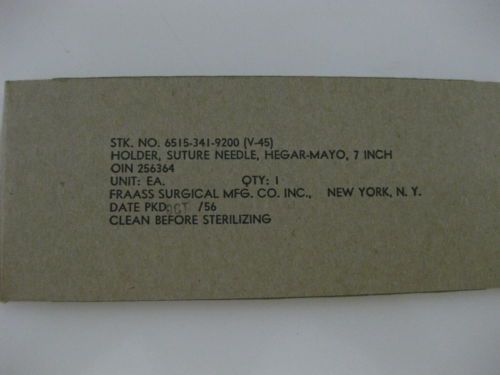 STK. NO. 6515-341-9200 (V-45)
HOLDER, SUTURE NEEDLE, HEGAR-MAYO, 7 INCH
OIN 256364
UNIT: EA. QTY: 1
FRAASS SURGICAL MFG. CO. INC., NEW YORK, N. Y.
DATE PKD: OCT /56
CLEAN BEFORE STERILIZING